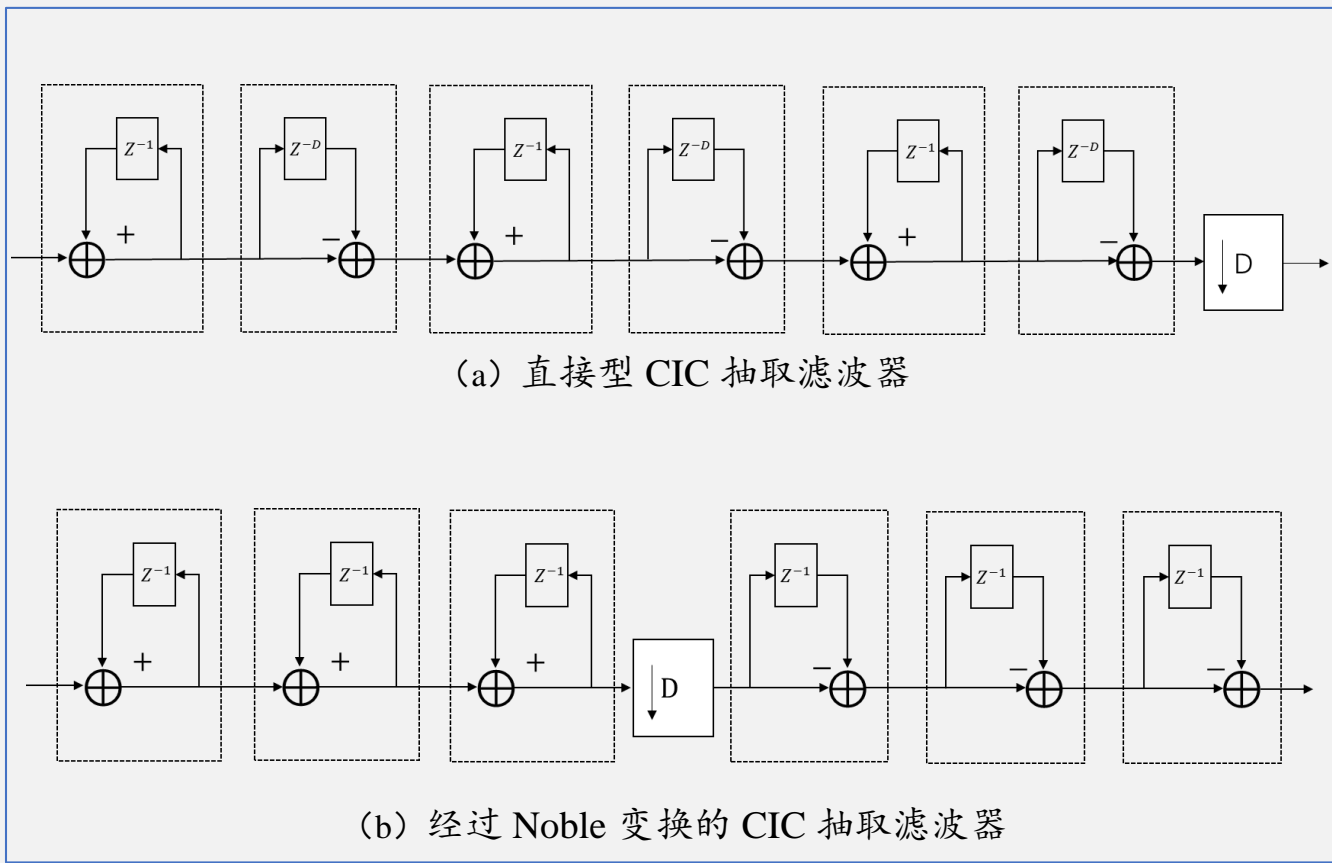 Z⁻¹ Z⁻ᴰ Z⁻¹ Z⁻ᴰ Z⁻¹ Z⁻ᴰ
+ − + − + −
D
（a）直接型 CIC 抽取滤波器
Z⁻¹ Z⁻¹ Z⁻¹ Z⁻¹ Z⁻¹ Z⁻¹
+ + + − − −
D
（b）经过 Noble 变换的 CIC 抽取滤波器